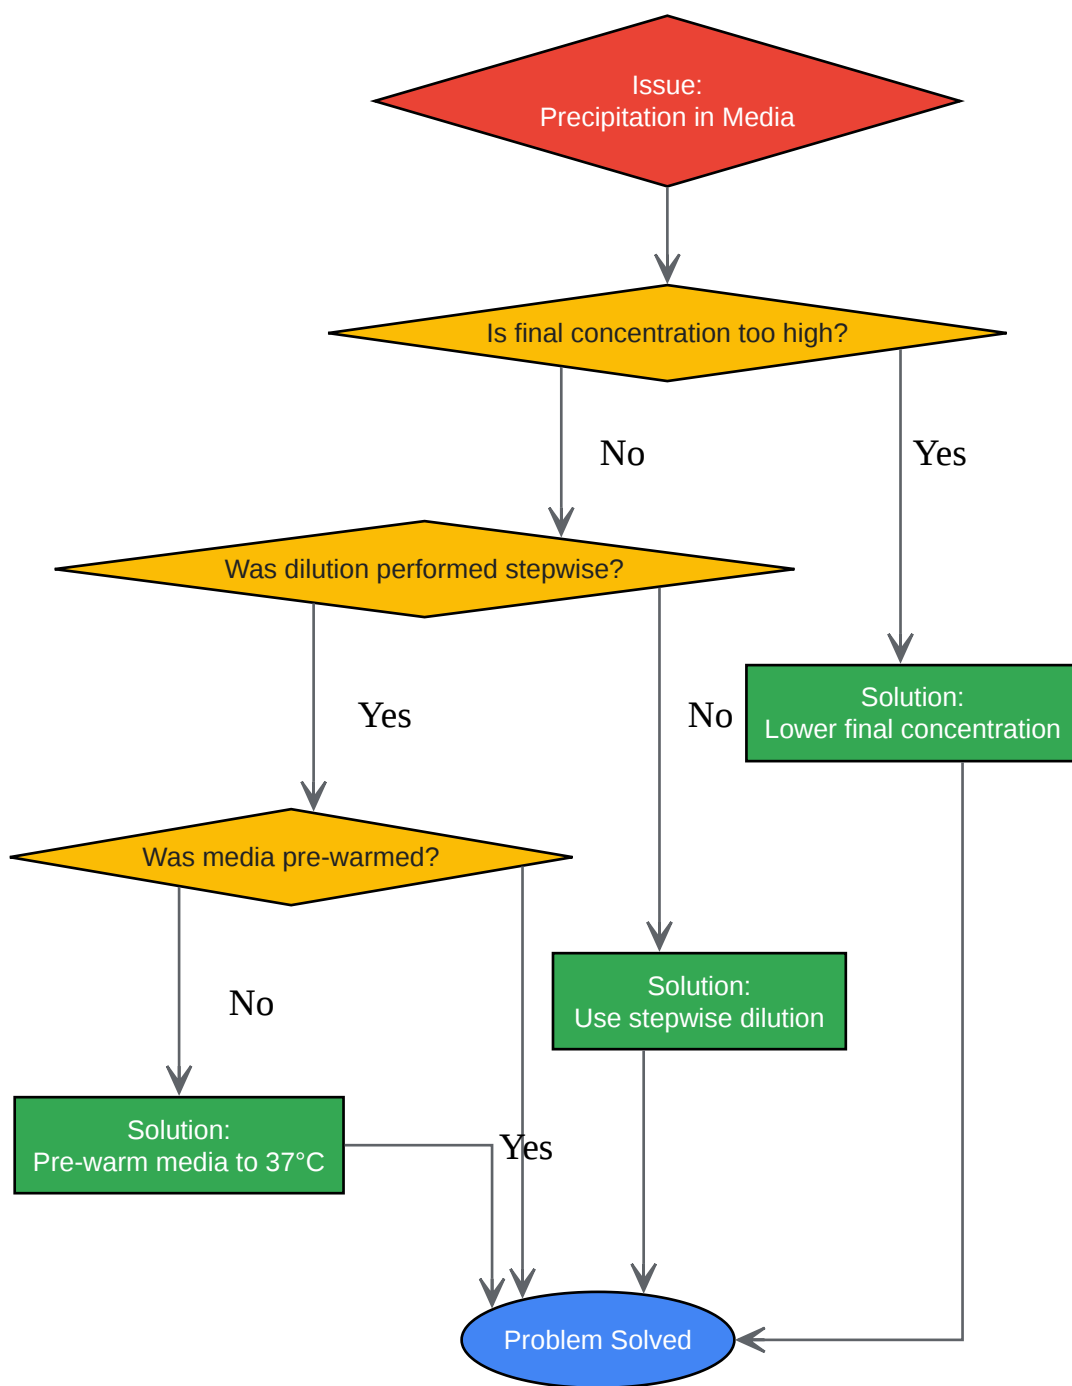 Issue:
Precipitation in Media
Is final concentration too high?
No
Yes
Was dilution performed stepwise?
Solution:
Lower final concentration
Yes
No
Was media pre-warmed?
Solution:
Use stepwise dilution
No
Solution:
Pre-warm media to 37°C
Yes
Problem Solved